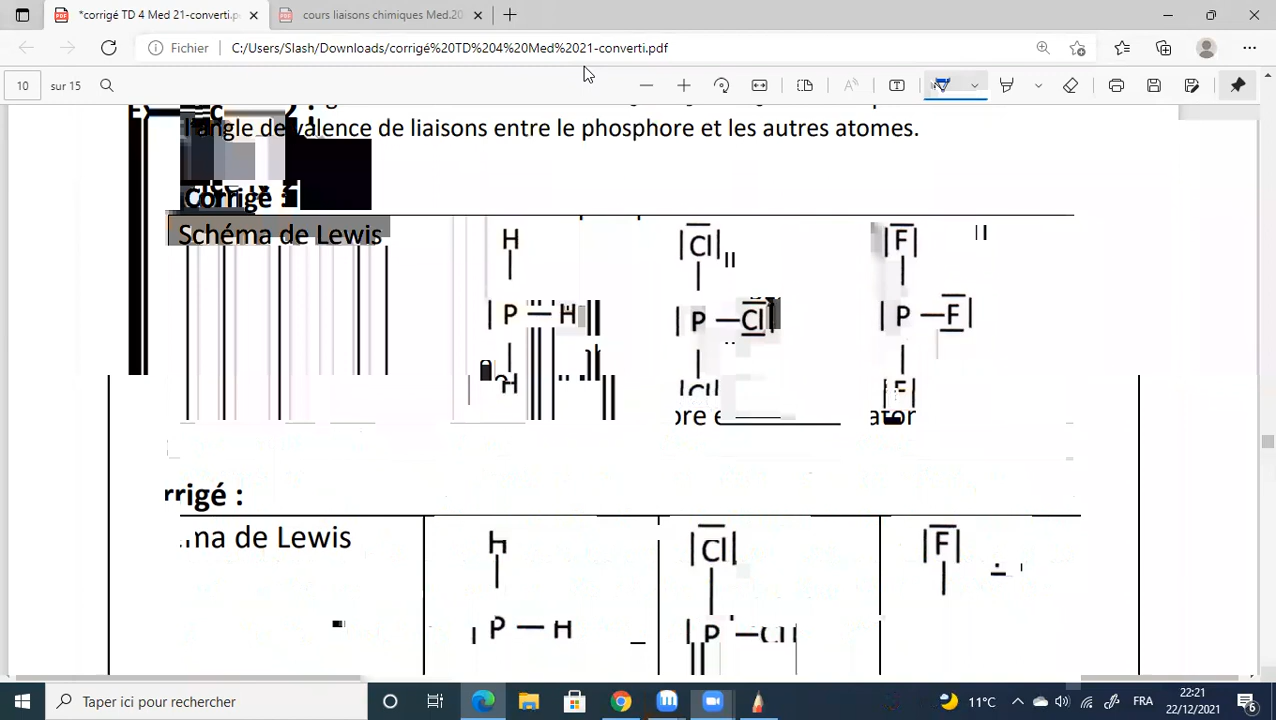 *corrigé TD 4 Med 21-converti.p
cours liaisons chimiques Med.20
Fichier
C:/Users/Slash/Downloads/corrigé%20TD%204%20Med%2021-converti.pdf
10 sur 15
l'angle de valence de liaisons entre le phosphore et les autres atomes.
Corrigé :
Schéma de Lewis
H |Cl| |F|
| P — H | P — Cl | P — F|
H |Cl| |F|
rrigé :
ma de Lewis
H |Cl| |F|
P — H | P — Cl
Taper ici pour rechercher
11°C
FRA
22:21
22/12/2021
6